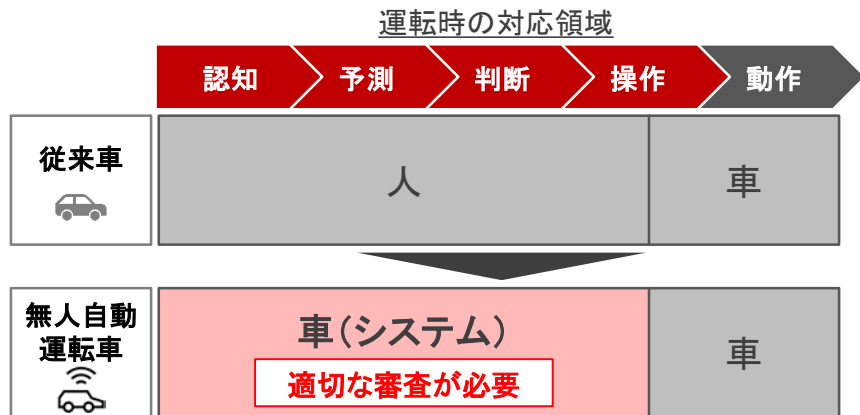 運転時の対応領域
認知 予測 判断 操作 動作
従来車
人
車
無人自動
運転車
車（システム）
適切な審査が必要
車